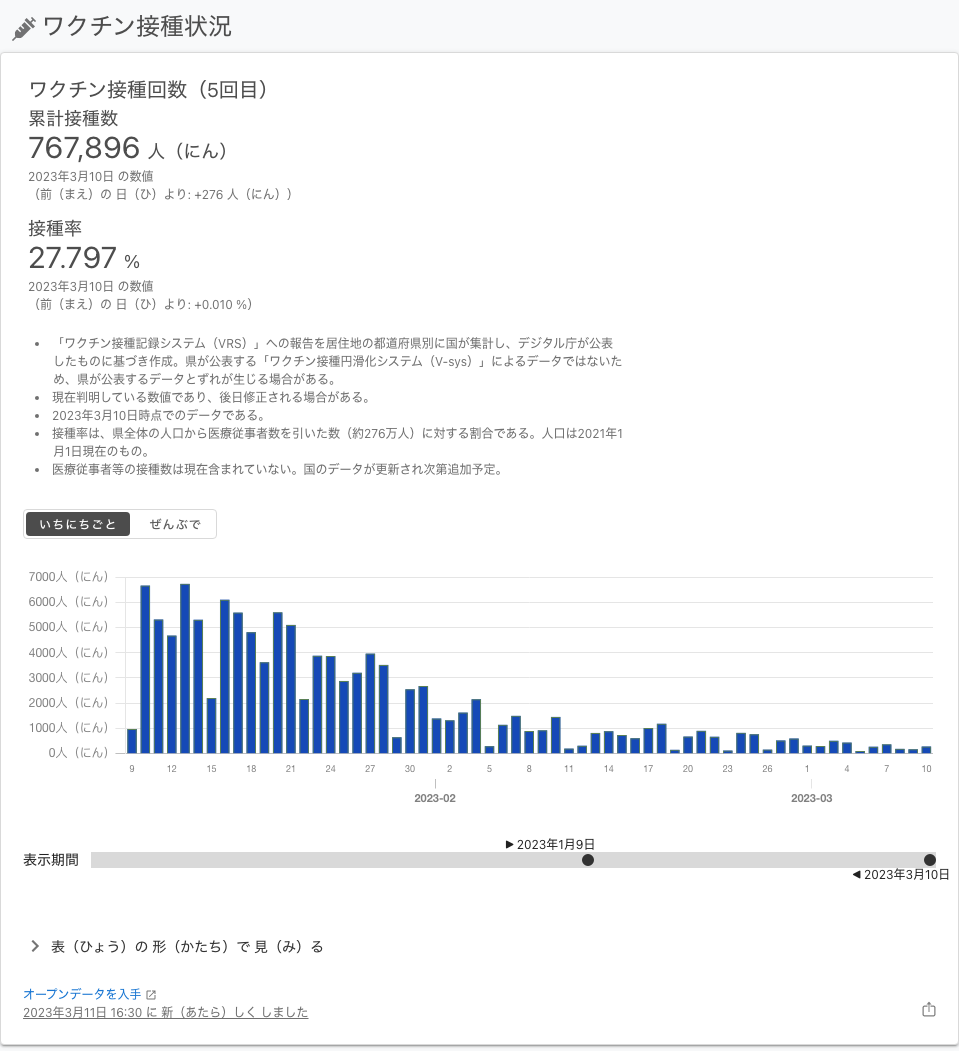 ワクチン接種状況
ワクチン接種回数（5回目）
累計接種数
767,896 人（にん）
2023年3月10日 の数値
（前（まえ）の 日（ひ）より: +276 人（にん））
接種率
27.797 %
2023年3月10日 の数値
（前（まえ）の 日（ひ）より: +0.010 %）
• 「ワクチン接種記録システム（VRS）」への報告を居住地の都道府県別に国が集計し、デジタル庁が公表
したものに基づき作成。県が公表する「ワクチン接種円滑化システム（V-sys）」によるデータではないた
め、県が公表するデータとずれが生じる場合がある。
• 現在判明している数値であり、後日修正される場合がある。
• 2023年3月10日時点でのデータである。
• 接種率は、県全体の人口から医療従事者数を引いた数（約276万人）に対する割合である。人口は2021年1
月1日現在のもの。
• 医療従事者等の接種数は現在含まれていない。国のデータが更新され次第追加予定。
いちにちごと ぜんぶで
7000人（にん）
6000人（にん）
5000人（にん）
4000人（にん）
3000人（にん）
2000人（にん）
1000人（にん）
0人（にん）
9 12 15 18 21 24 27 30 2 5 8 11 14 17 20 23 26 1 4 7 10
2023-02 2023-03
▶ 2023年1月9日
表示期間
◀ 2023年3月10日
表（ひょう）の 形（かたち）で 見（み）る
オープンデータを入手
2023年3月11日 16:30 に 新（あたら）しく しました